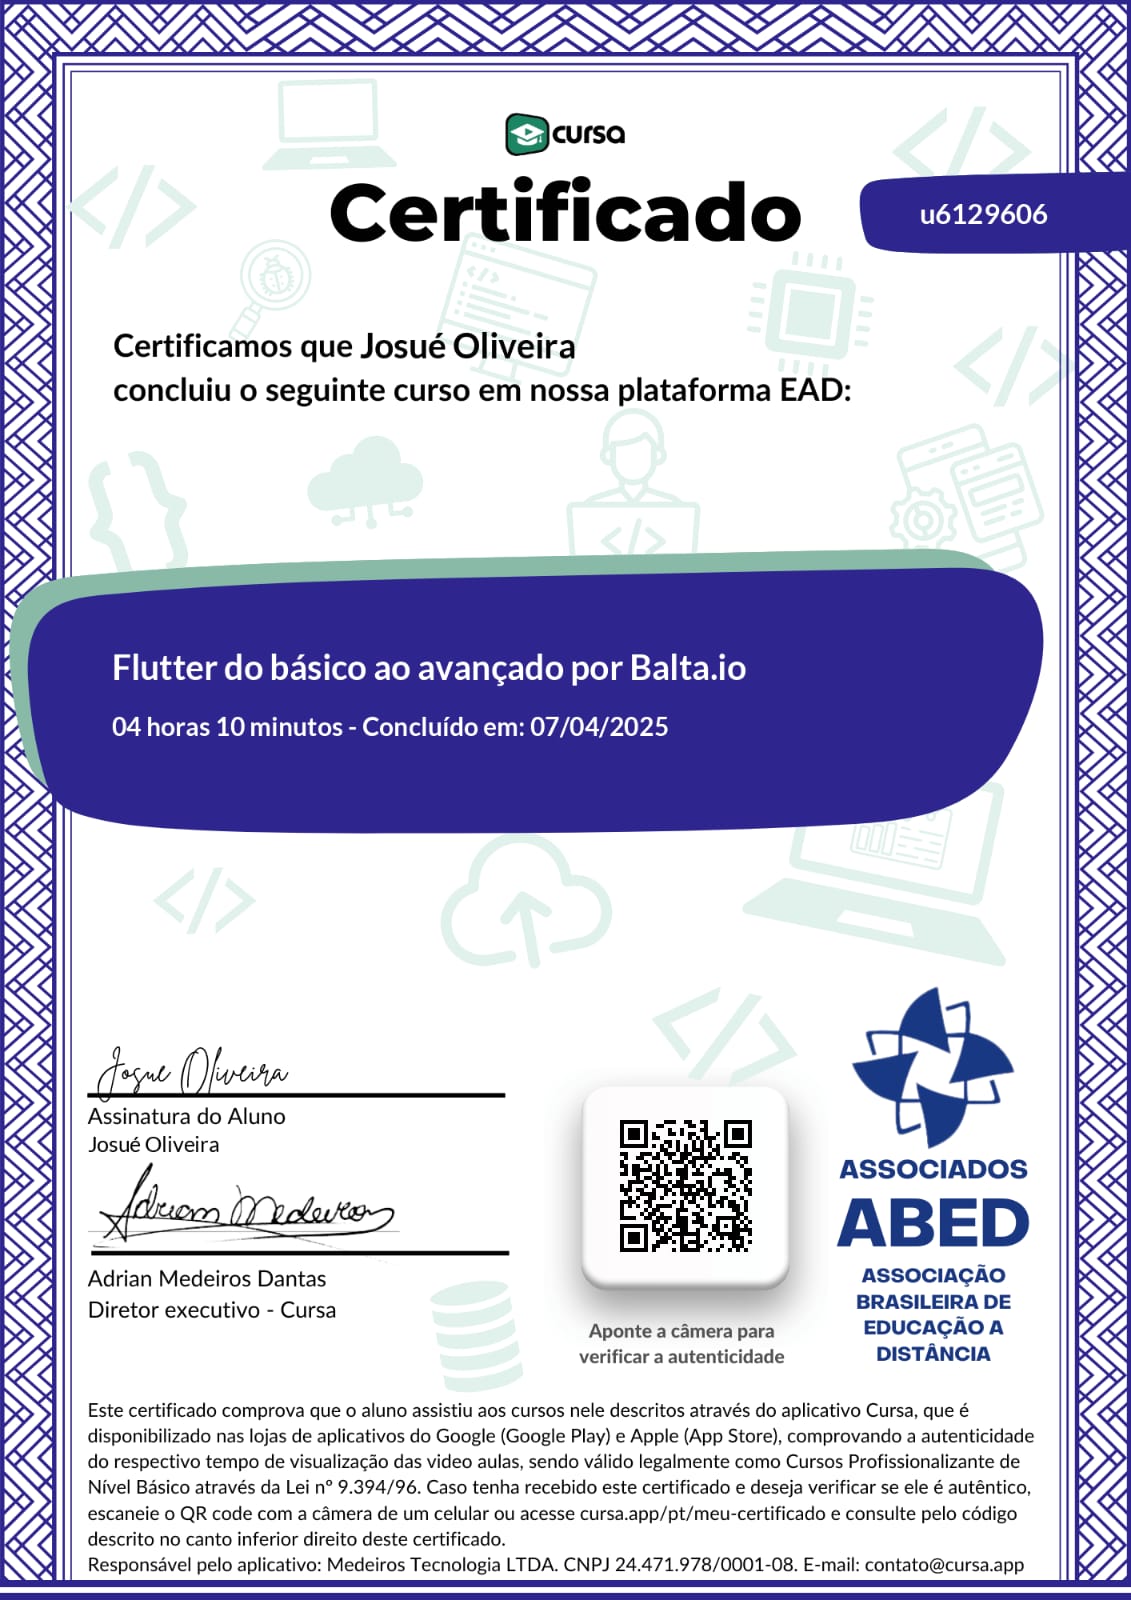 cursa
Certificado
u6129606
Certificamos que Josué Oliveira
concluiu o seguinte curso em nossa plataforma EAD:
Flutter do básico ao avançado por Balta.io
04 horas 10 minutos - Concluído em: 07/04/2025
Josue Oliveira
Assinatura do Aluno
Josué Oliveira
Adrian Medeiros
Adrian Medeiros Dantas
Diretor executivo - Cursa
Aponte a câmera para
verificar a autenticidade
ASSOCIADOS
ABED
ASSOCIAÇÃO
BRASILEIRA DE
EDUCAÇÃO A
DISTÂNCIA
Este certificado comprova que o aluno assistiu aos cursos nele descritos através do aplicativo Cursa, que é
disponibilizado nas lojas de aplicativos do Google (Google Play) e Apple (App Store), comprovando a autenticidade
do respectivo tempo de visualização das video aulas, sendo válido legalmente como Cursos Profissionalizante de
Nível Básico através da Lei nº 9.394/96. Caso tenha recebido este certificado e deseja verificar se ele é autêntico,
escaneie o QR code com a câmera de um celular ou acesse cursa.app/pt/meu-certificado e consulte pelo código
descrito no canto inferior direito deste certificado.
Responsável pelo aplicativo: Medeiros Tecnologia LTDA. CNPJ 24.471.978/0001-08. E-mail: contato@cursa.app